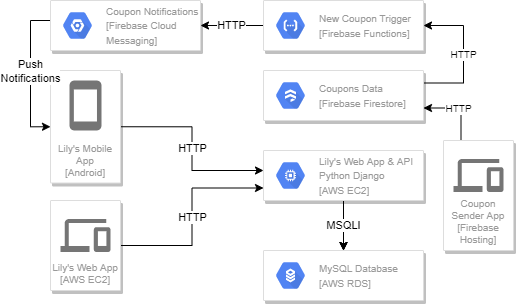 Coupon Notifications
[Firebase Cloud
Messaging]
HTTP
New Coupon Trigger
[Firebase Functions]
Push
Notifications
HTTP
Coupons Data
[Firebase Firestore]
HTTP
Lily's Mobile
App
[Android]
HTTP
Lily's Web App & API
Python Django
[AWS EC2]
Coupon
Sender App
[Firebase
Hosting]
HTTP
MSQLI
Lily's Web App
[AWS EC2]
MySQL Database
[AWS RDS]